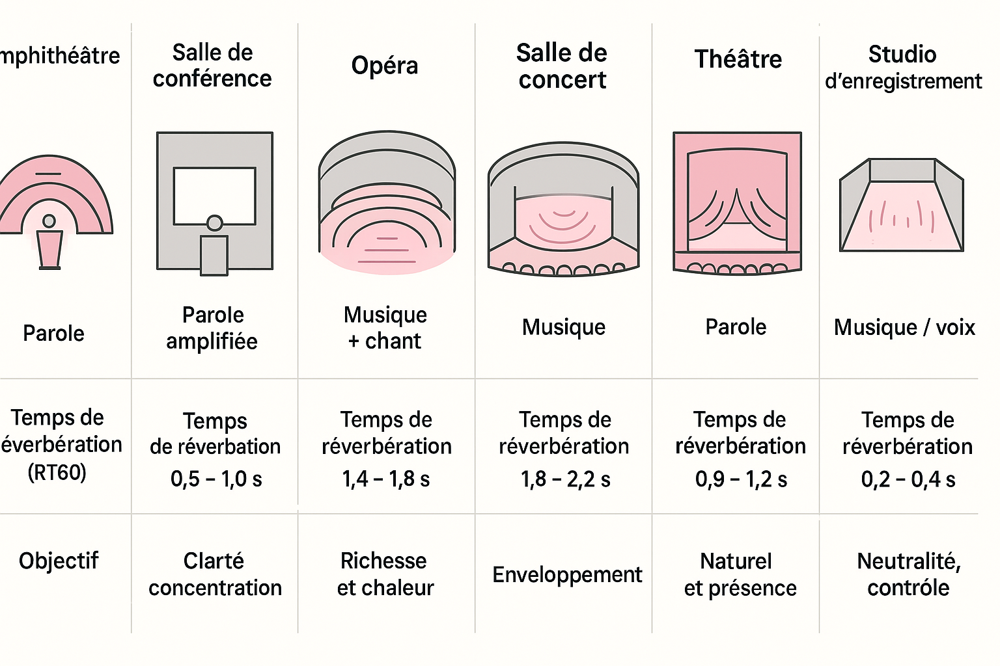 mphithéâtre
Salle de
conférence
Opéra
Salle de
concert
Théâtre
Studio
d'enregistrement
Parole
Parole
amplifiée
Musique
+ chant
Musique
Parole
Musique / voix
Temps de
éverbération
(RT60)
Temps
de réverbation
0,5 – 1,0 s
Temps de
réverbération
1,4 – 1,8 s
Temps de
réverbération
1,8 – 2,2 s
Temps de
réverbération
0,9 – 1,2 s
Temps de
réverbération
0,2 – 0,4 s
Objectif
Clarté
concentration
Richesse
et chaleur
Enveloppement
Naturel
et présence
Neutralité,
contróle